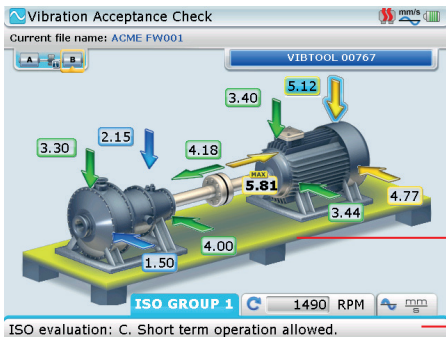 Vibration Acceptance Check
mm/s
Current file name: ACME FW001
A B
VIBTOOL 00767
5.12
3.40
2.15
3.30
4.18
MAX
5.81
4.77
3.44
4.00
1.50
ISO GROUP 1 1490 RPM mm/s
ISO evaluation: C. Short term operation allowed.